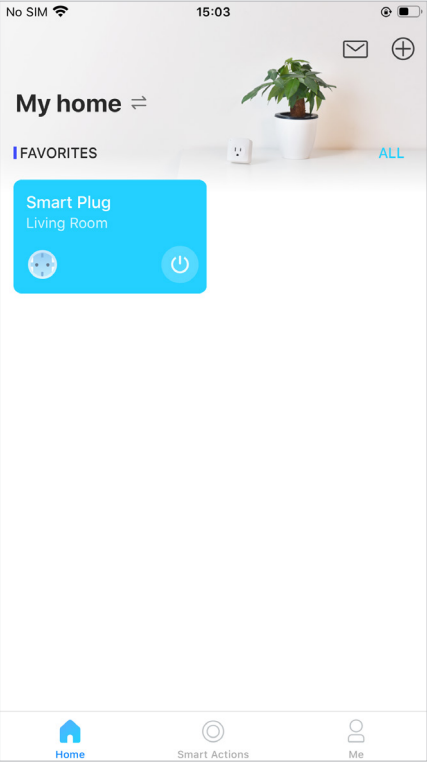 No SIM 15:03
My home
FAVORITES ALL
Smart Plug
Living Room
Home Smart Actions Me